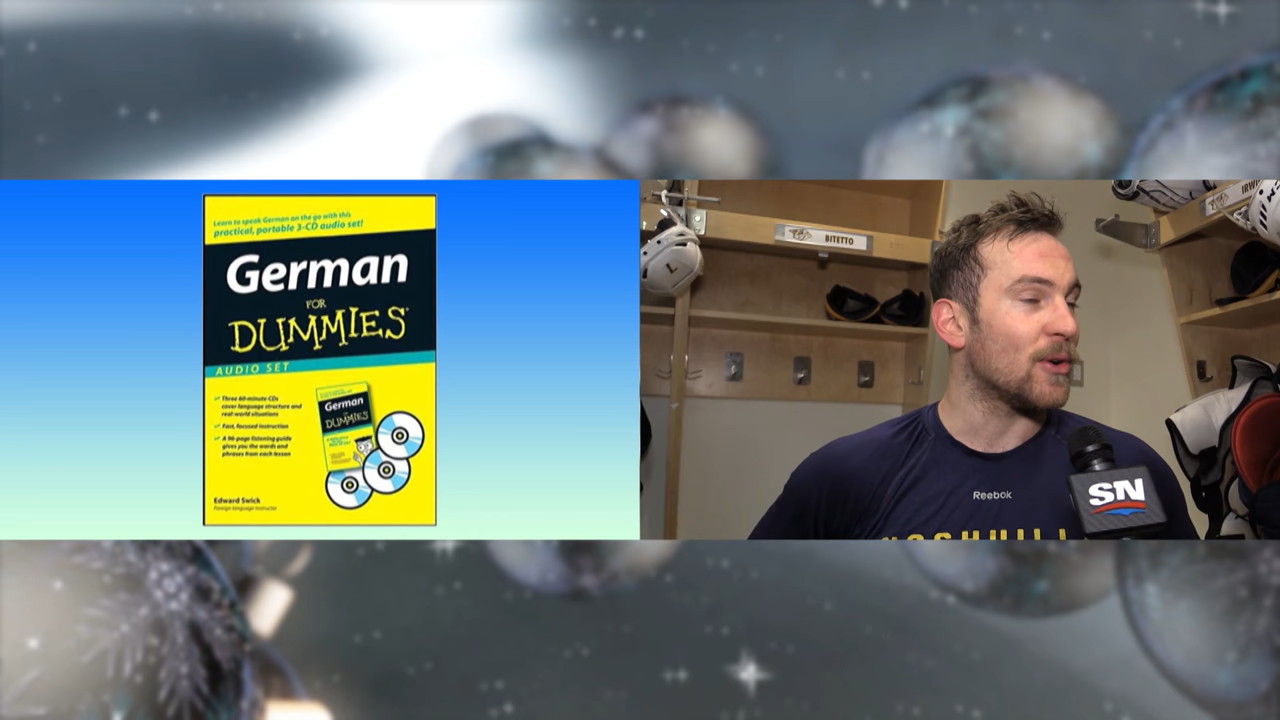 Learn to speak German on the go with this
practical, portable 3-CD audio set!
German
FOR
DUMMIES
AUDIO SET
Three 60-minute CDs
cover language structure and
real-world situations
Fast, focused instruction
A 96-page listening guide
gives you the words and
phrases from each lesson
German
FOR
DUMMIES
Edward Swick
Foreign language instructor
BITETTO
L
Reebok
SN